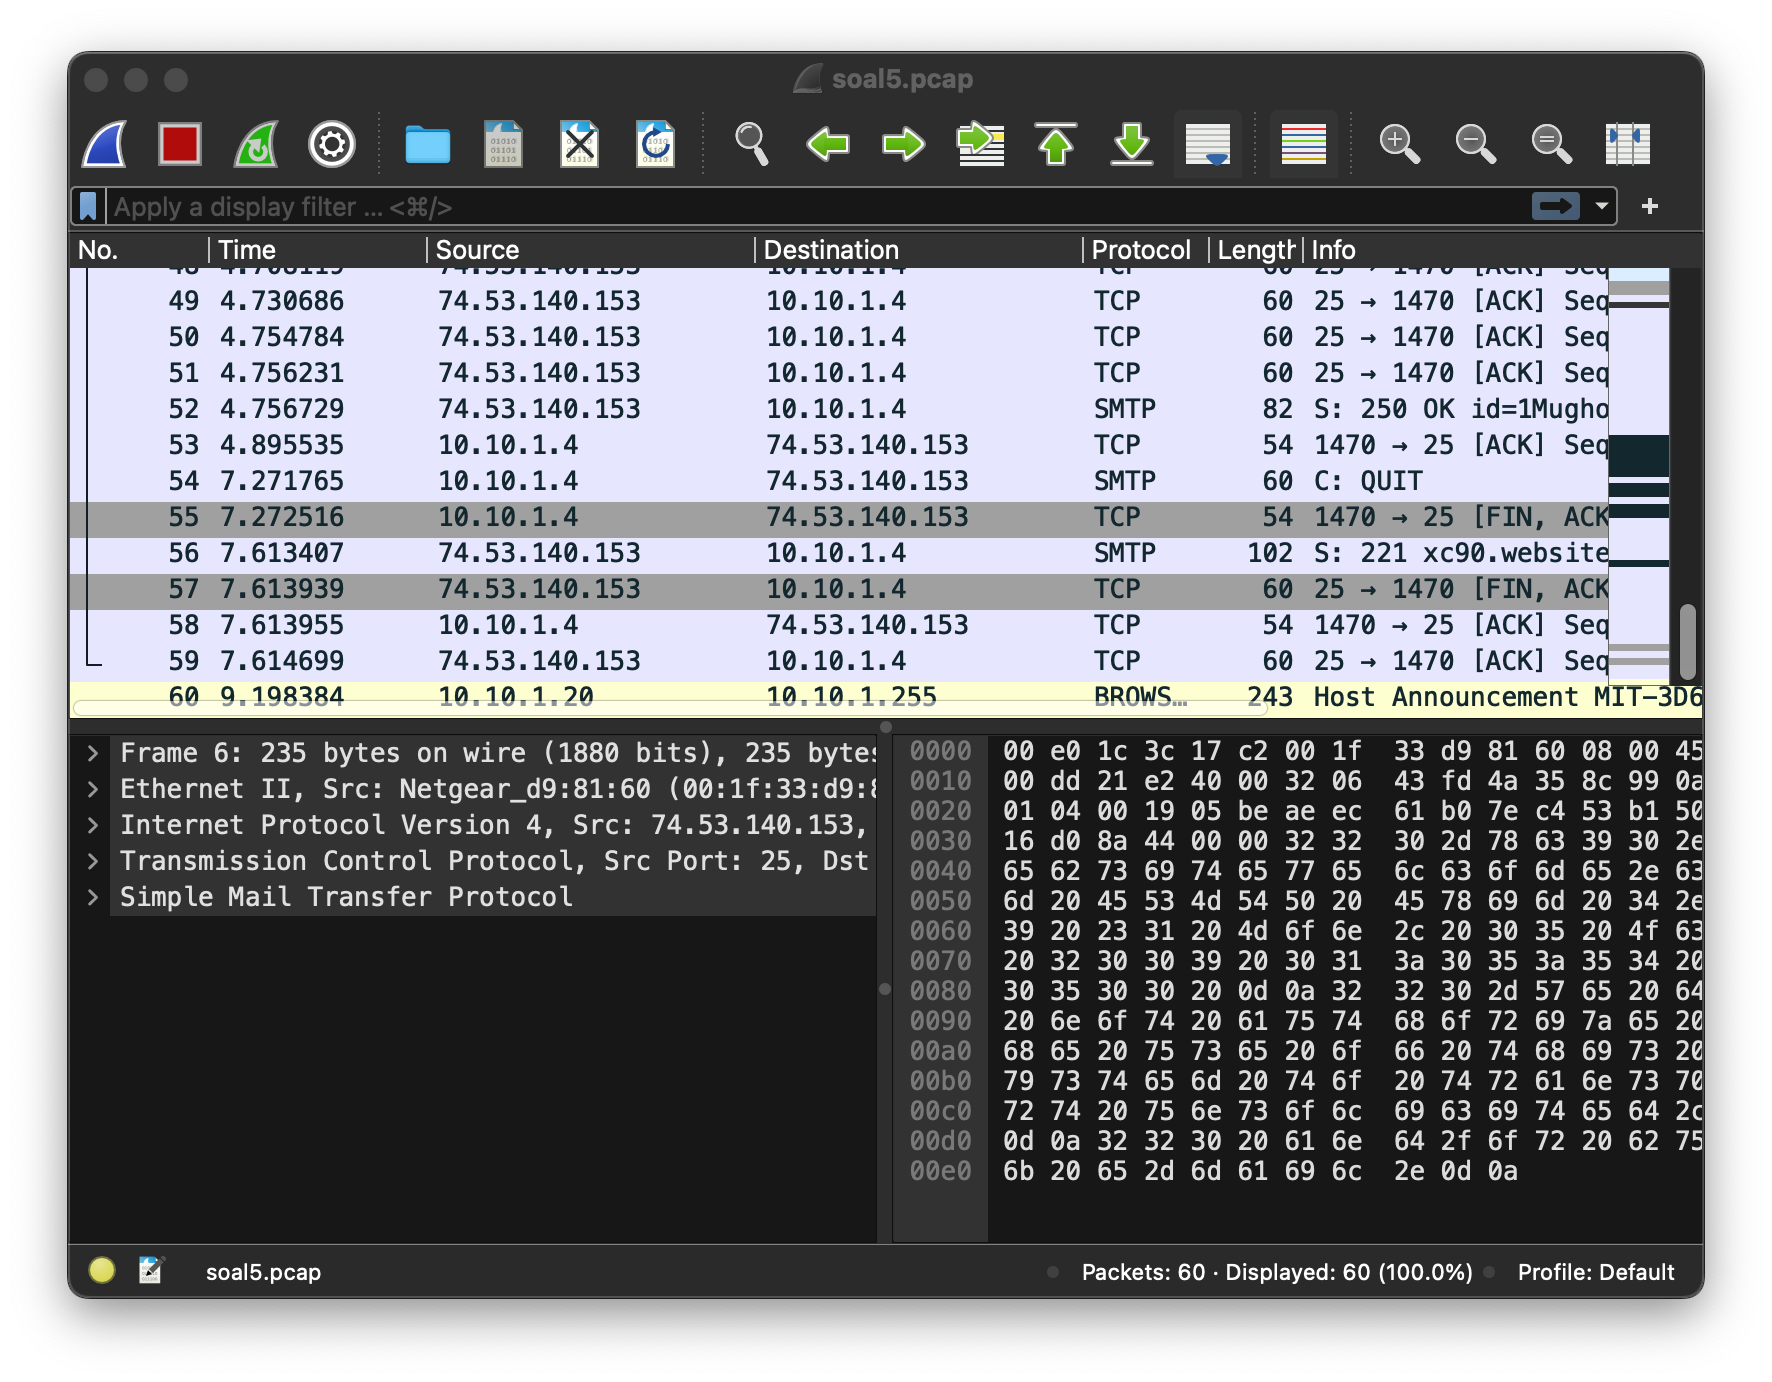 soal5.pcap
Apply a display filter ... <⌘/>
+
No. Time Source Destination Protocol Length Info
48 4.708119 74.53.140.153 10.10.1.4 TCP 60 25 → 1470 [ACK] Seq
49 4.730686 74.53.140.153 10.10.1.4 TCP 60 25 → 1470 [ACK] Seq
50 4.754784 74.53.140.153 10.10.1.4 TCP 60 25 → 1470 [ACK] Seq
51 4.756231 74.53.140.153 10.10.1.4 TCP 60 25 → 1470 [ACK] Seq
52 4.756729 74.53.140.153 10.10.1.4 SMTP 82 S: 250 OK id=1Mugho
53 4.895535 10.10.1.4 74.53.140.153 TCP 54 1470 → 25 [ACK] Seq
54 7.271765 10.10.1.4 74.53.140.153 SMTP 60 C: QUIT
55 7.272516 10.10.1.4 74.53.140.153 TCP 54 1470 → 25 [FIN, ACK
56 7.613407 74.53.140.153 10.10.1.4 SMTP 102 S: 221 xc90.website
57 7.613939 74.53.140.153 10.10.1.4 TCP 60 25 → 1470 [FIN, ACK
58 7.613955 10.10.1.4 74.53.140.153 TCP 54 1470 → 25 [ACK] Seq
59 7.614699 74.53.140.153 10.10.1.4 TCP 60 25 → 1470 [ACK] Seq
60 9.198384 10.10.1.20 10.10.1.255 BROWS… 243 Host Announcement MIT-3D6
Frame 6: 235 bytes on wire (1880 bits), 235 bytes
Ethernet II, Src: Netgear_d9:81:60 (00:1f:33:d9:8
Internet Protocol Version 4, Src: 74.53.140.153,
Transmission Control Protocol, Src Port: 25, Dst
Simple Mail Transfer Protocol
0000 00 e0 1c 3c 17 c2 00 1f 33 d9 81 60 08 00 45
0010 00 dd 21 e2 40 00 32 06 43 fd 4a 35 8c 99 0a
0020 01 04 00 19 05 be ae ec 61 b0 7e c4 53 b1 50
0030 16 d0 8a 44 00 00 32 32 30 2d 78 63 39 30 2e
0040 65 62 73 69 74 65 77 65 6c 63 6f 6d 65 2e 63
0050 6d 20 45 53 4d 54 50 20 45 78 69 6d 20 34 2e
0060 39 20 23 31 20 4d 6f 6e 2c 20 30 35 20 4f 63
0070 20 32 30 30 39 20 30 31 3a 30 35 3a 35 34 20
0080 30 35 30 30 20 0d 0a 32 32 30 2d 57 65 20 64
0090 20 6e 6f 74 20 61 75 74 68 6f 72 69 7a 65 20
00a0 68 65 20 75 73 65 20 6f 66 20 74 68 69 73 20
00b0 79 73 74 65 6d 20 74 6f 20 74 72 61 6e 73 70
00c0 72 74 20 75 6e 73 6f 6c 69 63 69 74 65 64 2c
00d0 0d 0a 32 32 30 20 61 6e 64 2f 6f 72 20 62 75
00e0 6b 20 65 2d 6d 61 69 6c 2e 0d 0a
soal5.pcap Packets: 60 · Displayed: 60 (100.0%) Profile: Default